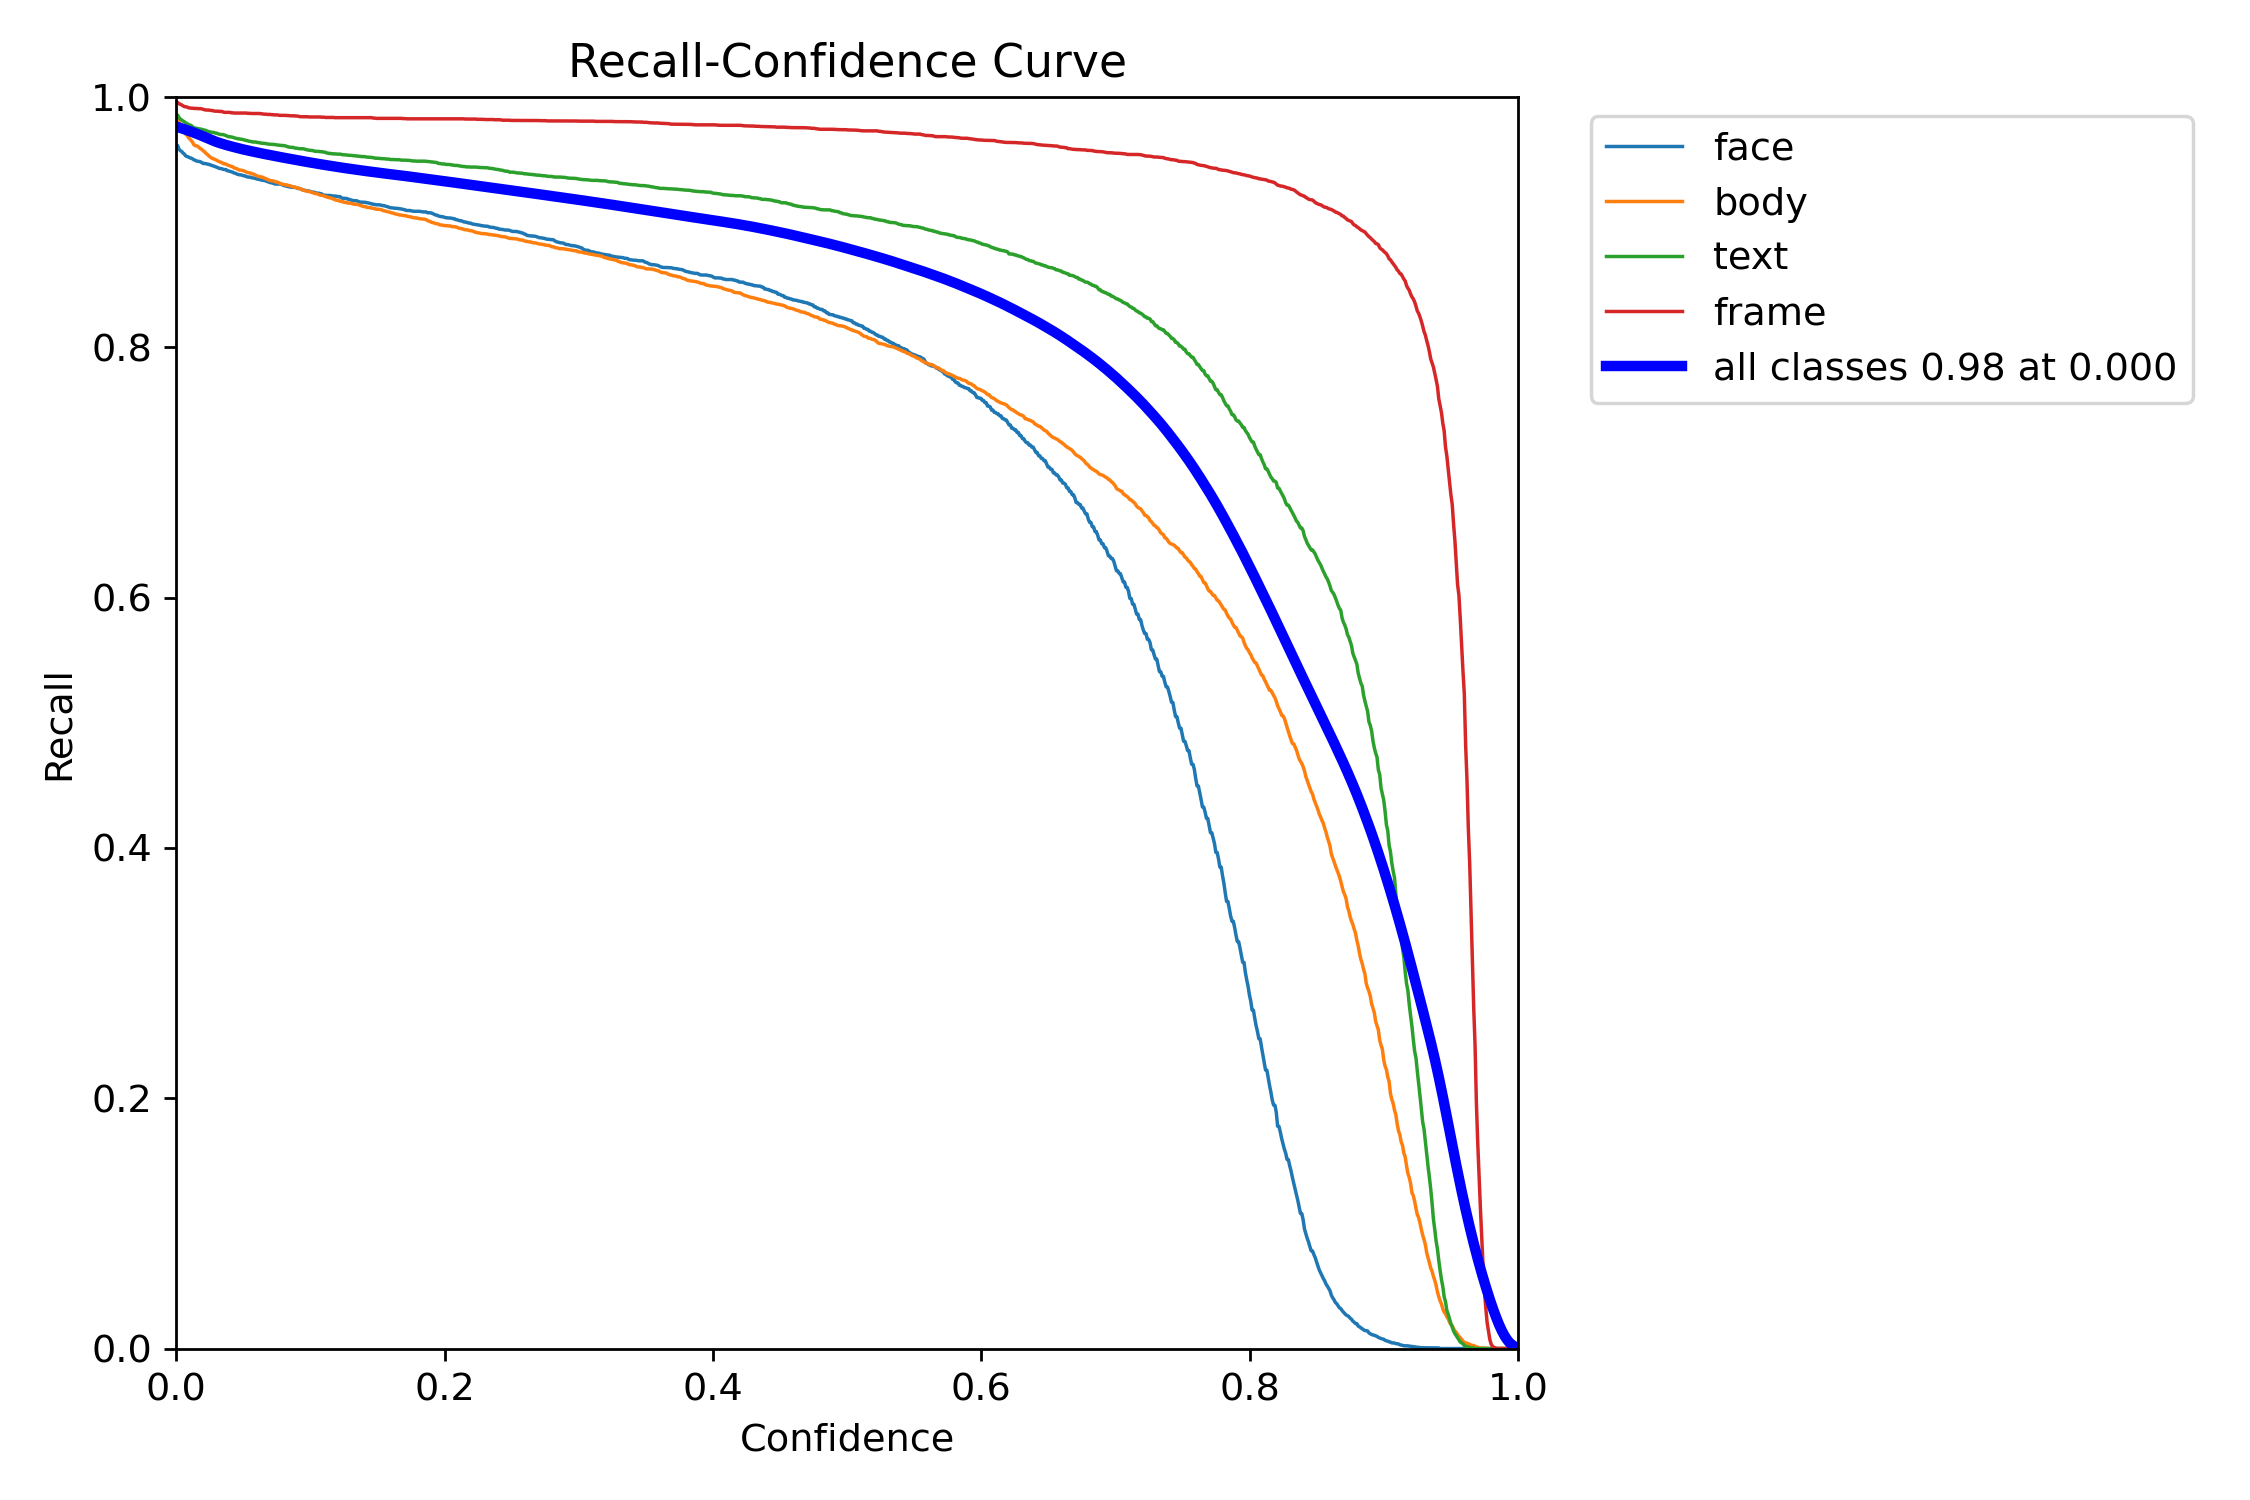 Recall-Confidence Curve
1.0
0.8
0.6
0.4
0.2
0.0
Recall
0.0 0.2 0.4 0.6 0.8 1.0
Confidence
face
body
text
frame
all classes 0.98 at 0.000